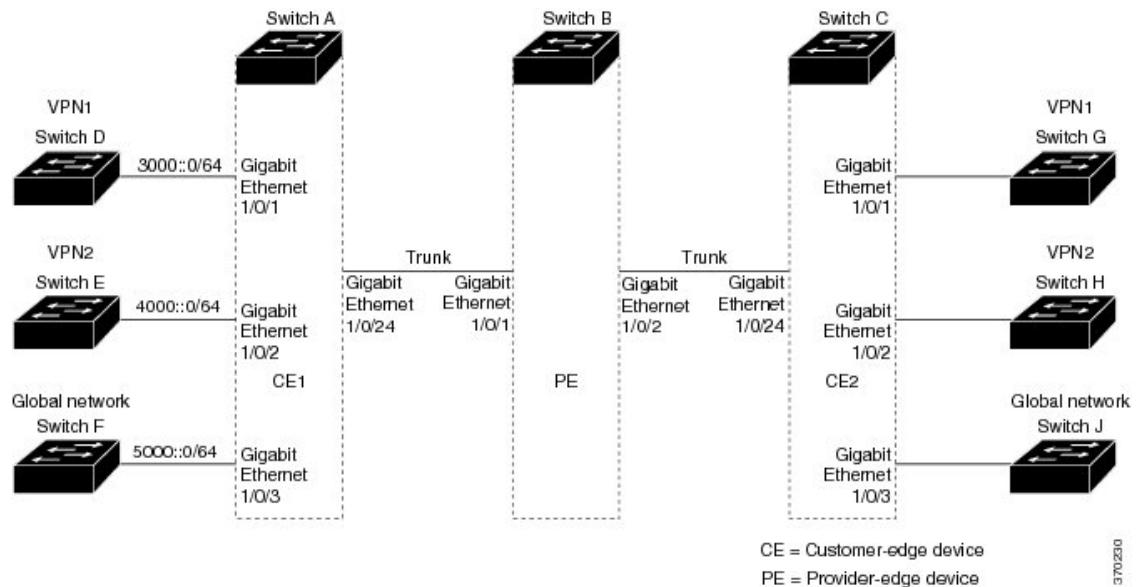 Switch A
Switch B
Switch C
VPN1
Switch D
3000::0/64
Gigabit
Ethernet
1/0/1
VPN2
Switch E
4000::0/64
Gigabit
Ethernet
1/0/2
Global network
Switch F
5000::0/64
Gigabit
Ethernet
1/0/3
CE1
Trunk
Gigabit
Ethernet
1/0/24
Gigabit
Ethernet
1/0/1
PE
Trunk
Gigabit
Ethernet
1/0/2
Gigabit
Ethernet
1/0/24
CE2
Gigabit
Ethernet
1/0/1
VPN1
Switch G
Gigabit
Ethernet
1/0/2
VPN2
Switch H
Gigabit
Ethernet
1/0/3
Global network
Switch J
CE = Customer-edge device
PE = Provider-edge device
370230